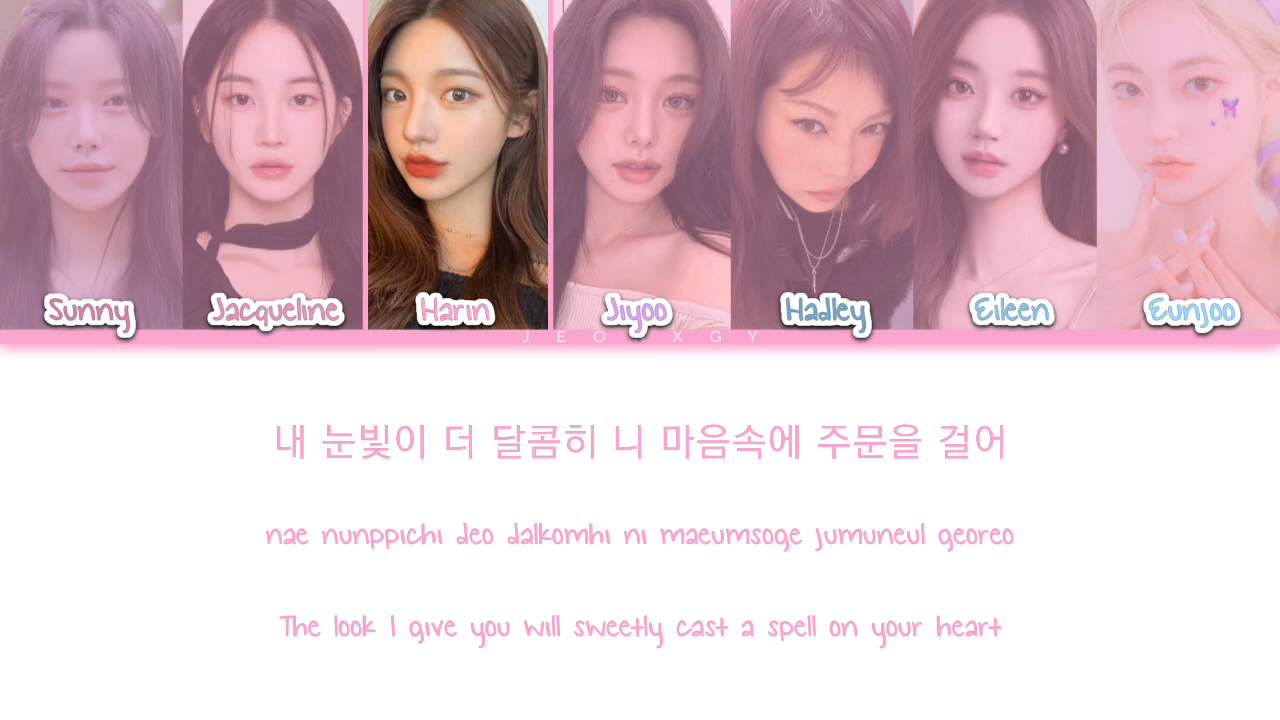 Sunny Jacqueline Harin Jiyoo Hadley Eileen Eunjoo
내 눈빛이 더 달콤히 니 마음속에 주문을 걸어
nae nunppichi deo dalkomhi ni maeumsoge jumuneul georeo
The look I give you will sweetly cast a spell on your heart